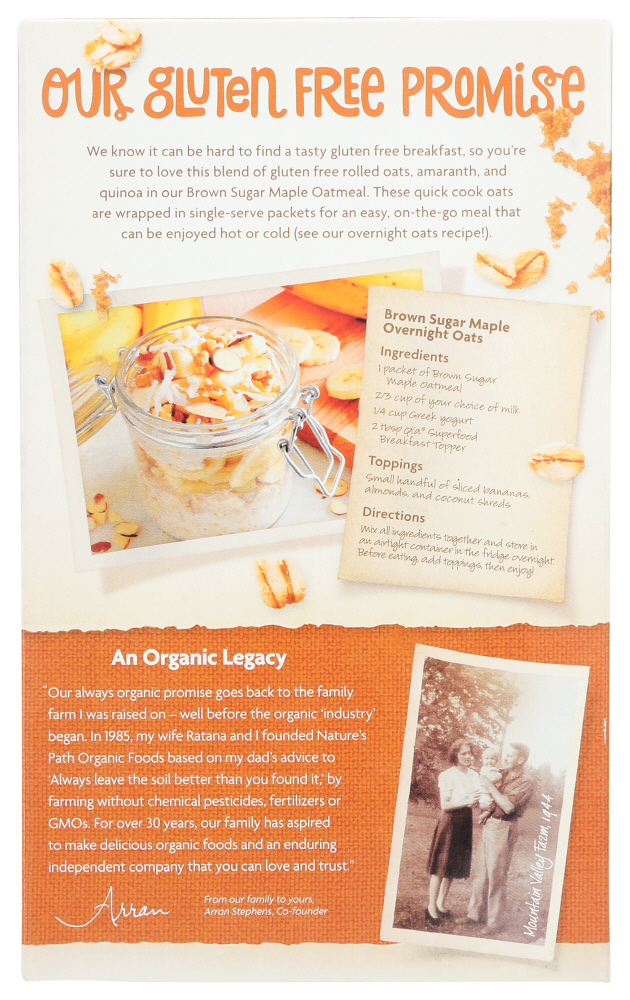 OUR GLUTEN FREE PROMISE
We know it can be hard to find a tasty gluten free breakfast, so you're
sure to love this blend of gluten free rolled oats, amaranth, and
quinoa in our Brown Sugar Maple Oatmeal. These quick cook oats
are wrapped in single-serve packets for an easy, on-the-go meal that
can be enjoyed hot or cold (see our overnight oats recipe!).
Brown Sugar Maple
Overnight Oats
Ingredients
1 packet of Brown Sugar
Maple Oatmeal
2/3 cup of your choice of milk
1/4 cup Greek yogurt
2 tbsp Qi'a® Superfood
Breakfast Topper
Toppings
Small handful of sliced bananas,
almonds, and coconut shreds
Directions
Mix all ingredients together and store in
an airtight container in the fridge overnight.
Before eating, add toppings, then enjoy!
An Organic Legacy
"Our always organic promise goes back to the family
farm I was raised on – well before the organic 'industry'
began. In 1985, my wife Ratana and I founded Nature's
Path Organic Foods based on my dad's advice to
'Always leave the soil better than you found it,' by
farming without chemical pesticides, fertilizers or
GMOs. For over 30 years, our family has aspired
to make delicious organic foods and an enduring
independent company that you can love and trust."
Arran
From our family to yours,
Arran Stephens, Co-founder
Mountain Valley Farm, 1944